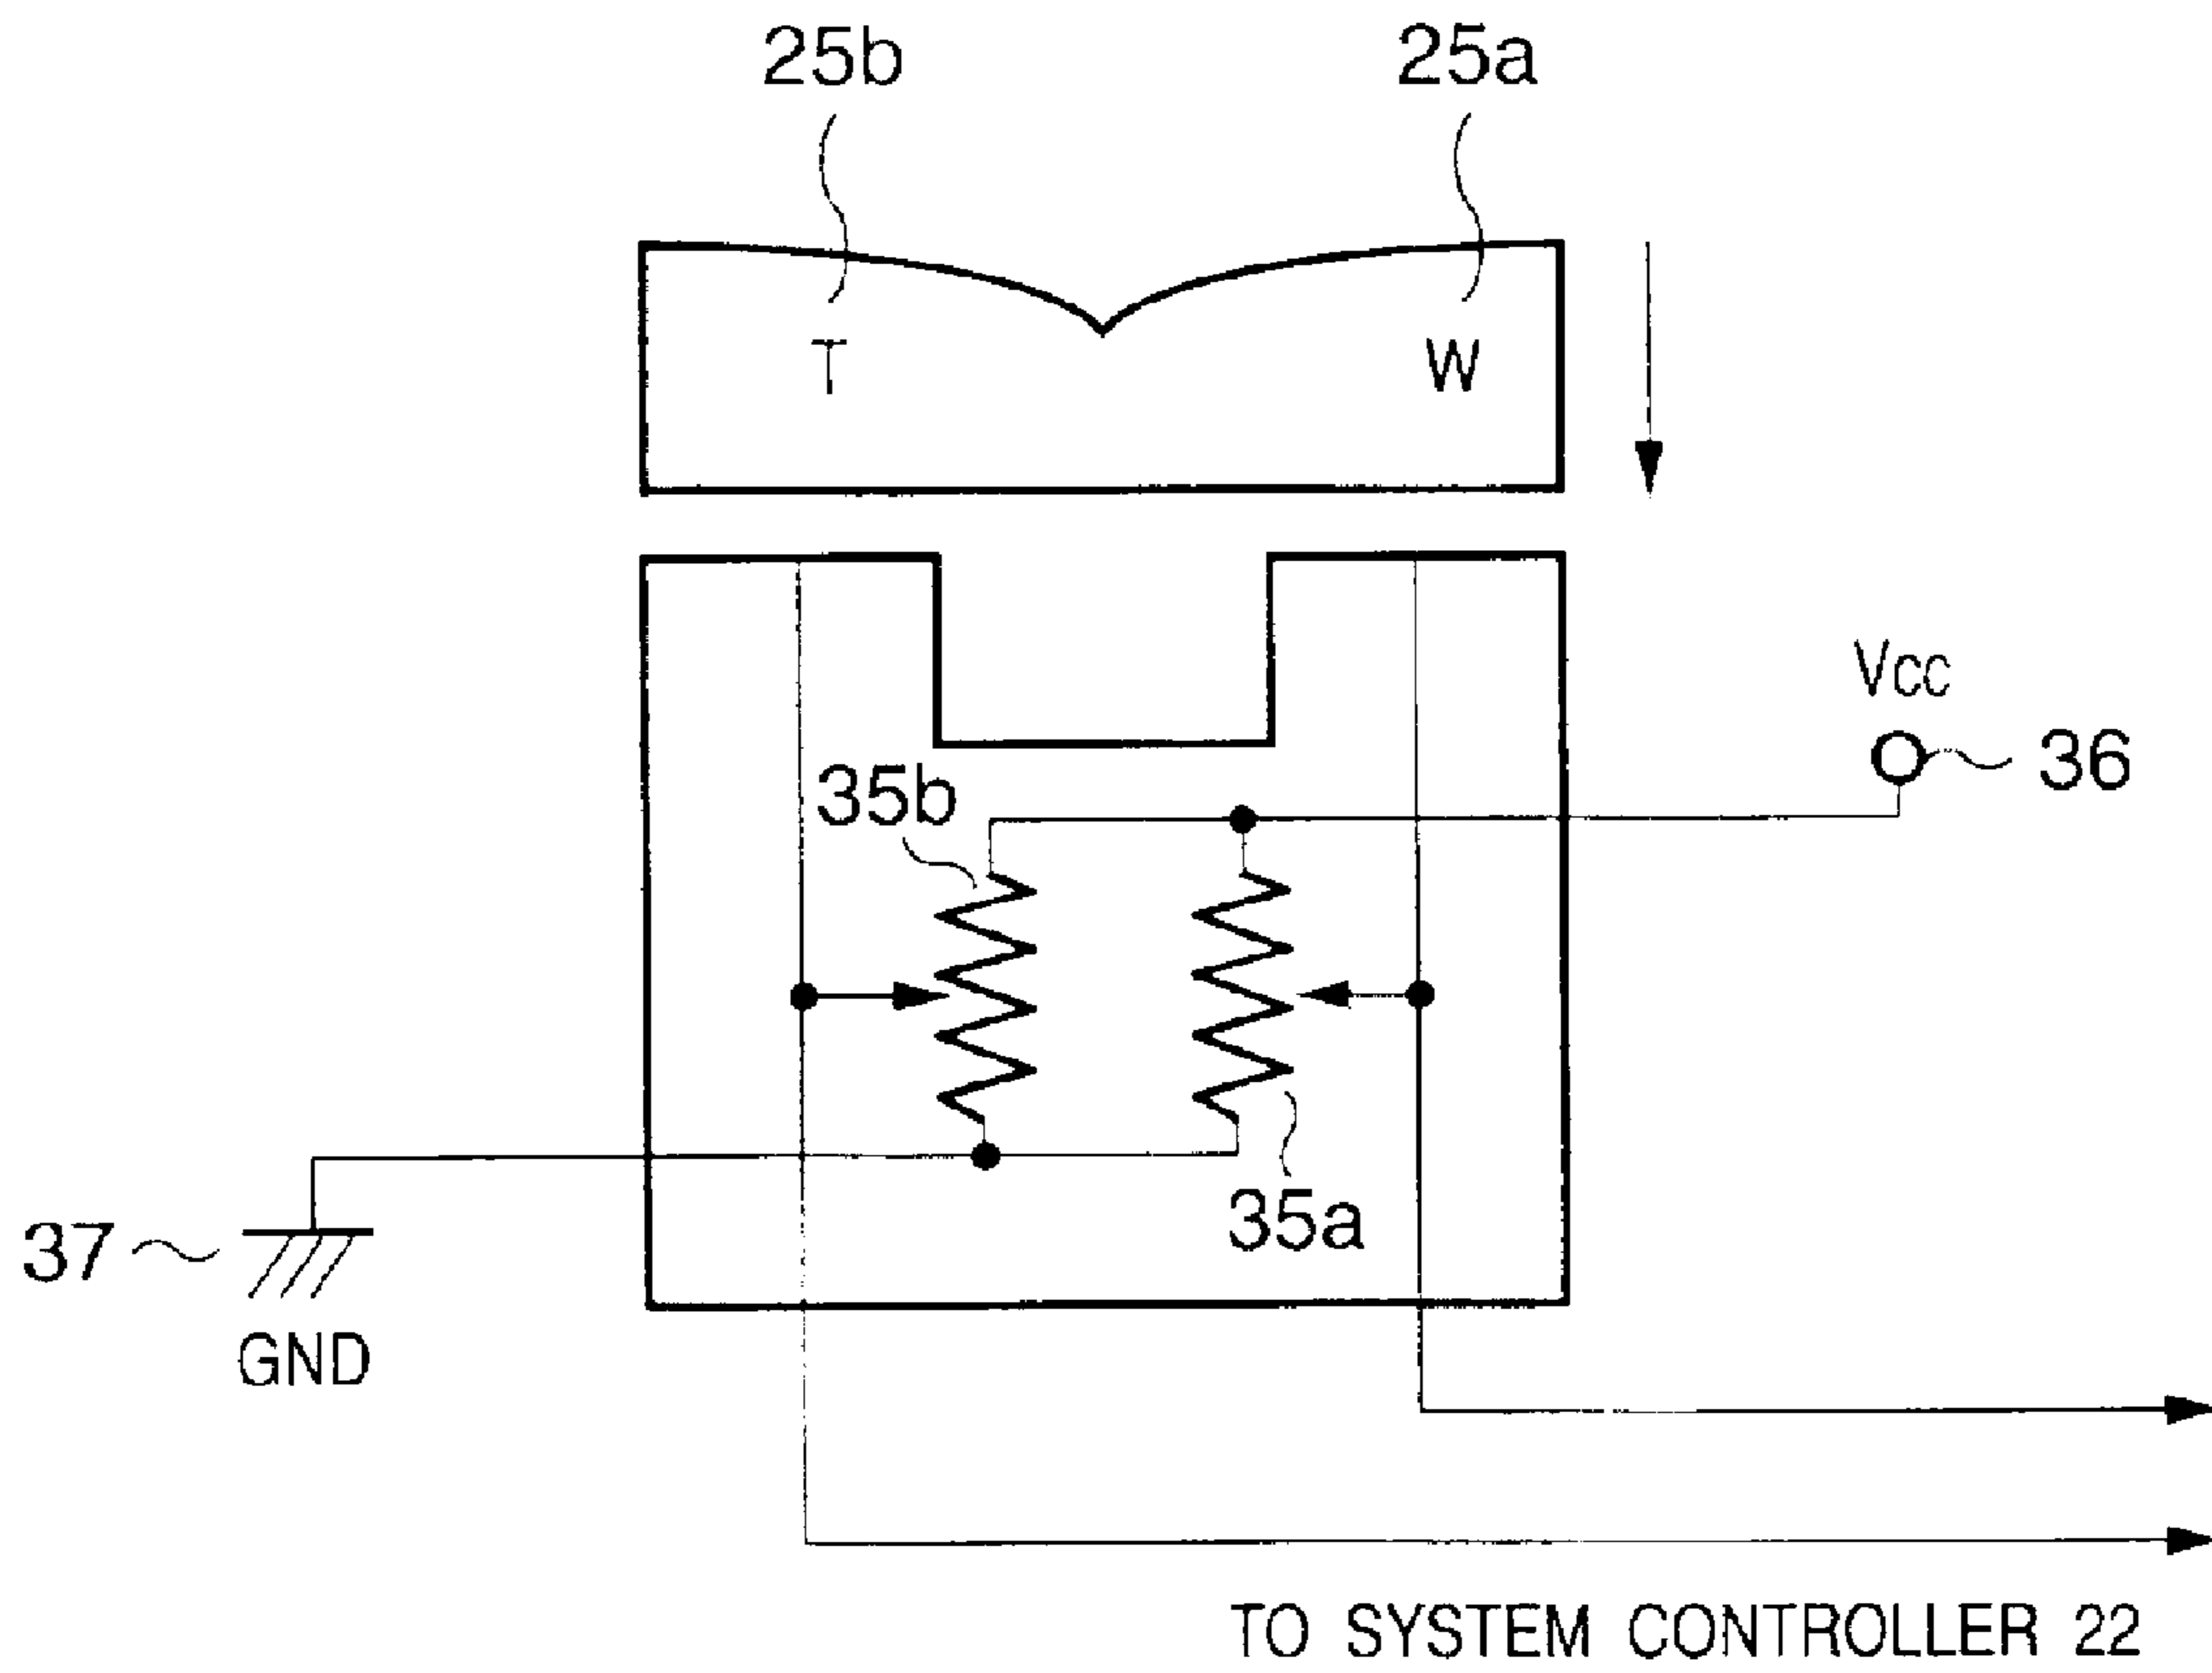 25b
25a
T
W
Vcc
36
35b
35a
37
GND
TO SYSTEM CONTROLLER 22